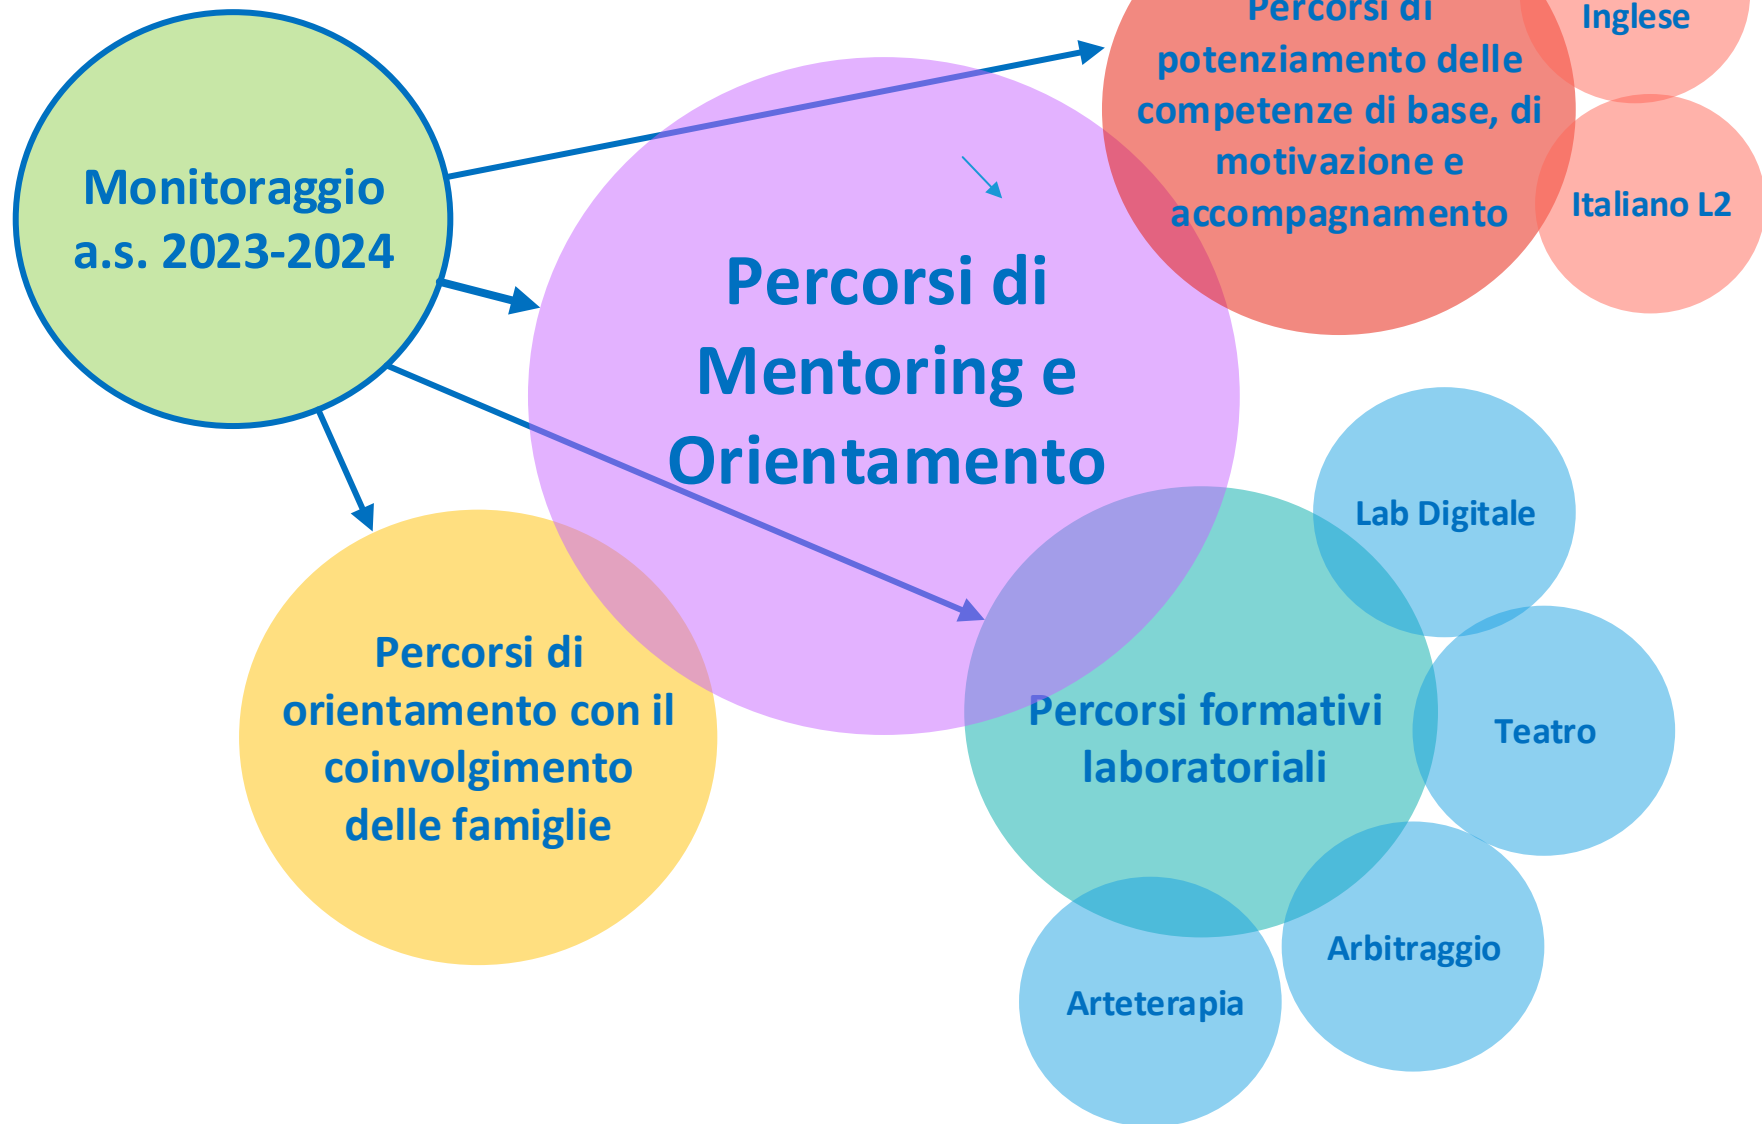 Monitoraggio
a.s. 2023-2024
Percorsi di
Mentoring e
Orientamento
Percorsi di
potenziamento delle
competenze di base, di
motivazione e
accompagnamento
Inglese
Italiano L2
Percorsi di
orientamento con il
coinvolgimento
delle famiglie
Percorsi formativi
laboratoriali
Lab Digitale
Teatro
Arbitraggio
Arteterapia